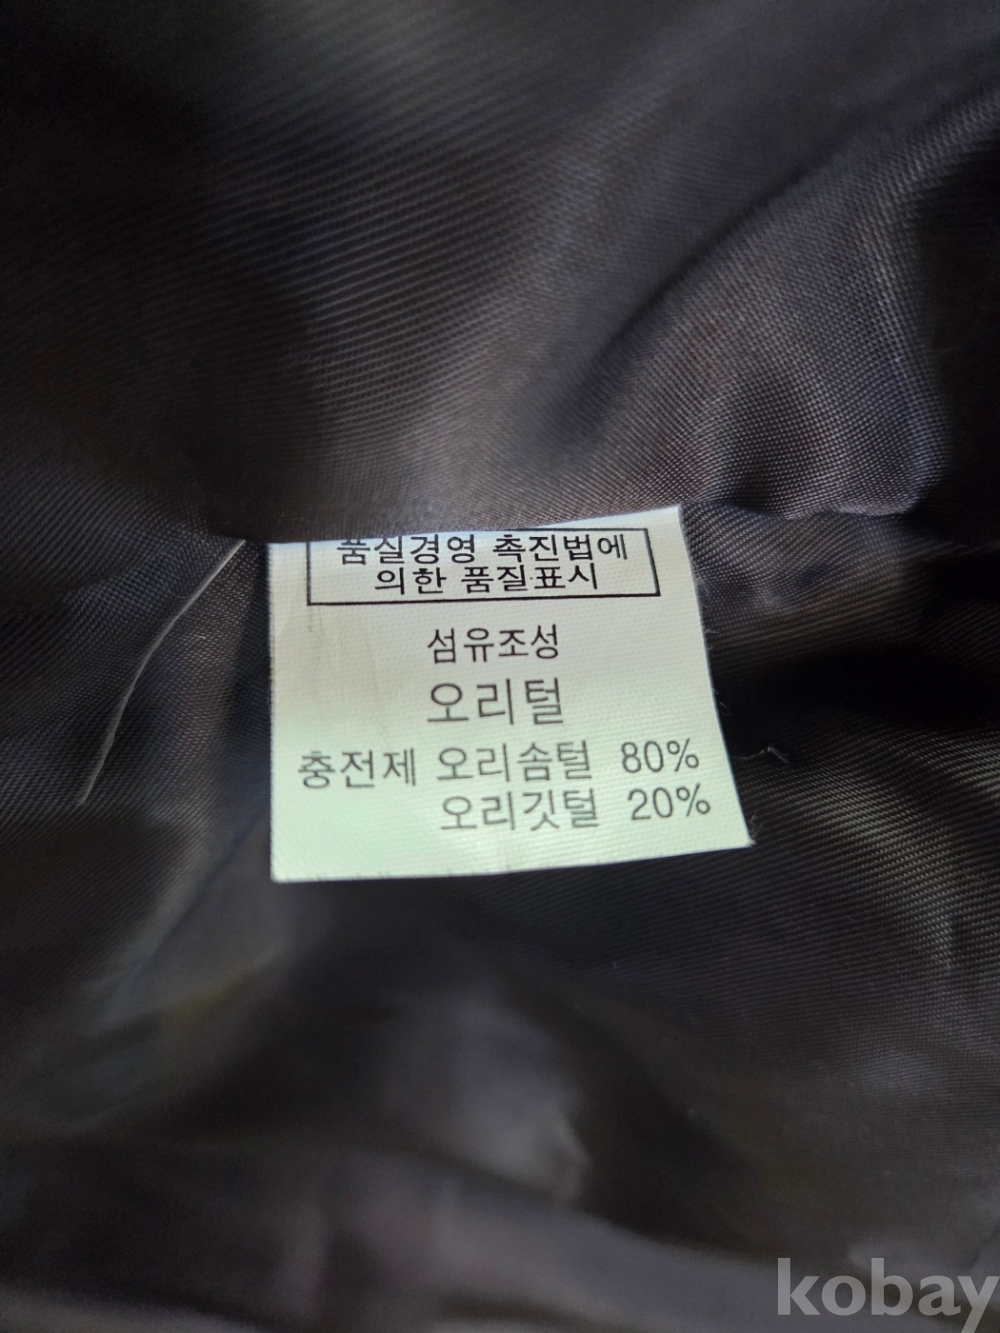 품질경영 촉진법에
의한 품질표시
섬유조성
오리털
충전제 오리솜털 80%
오리깃털 20%
kobay